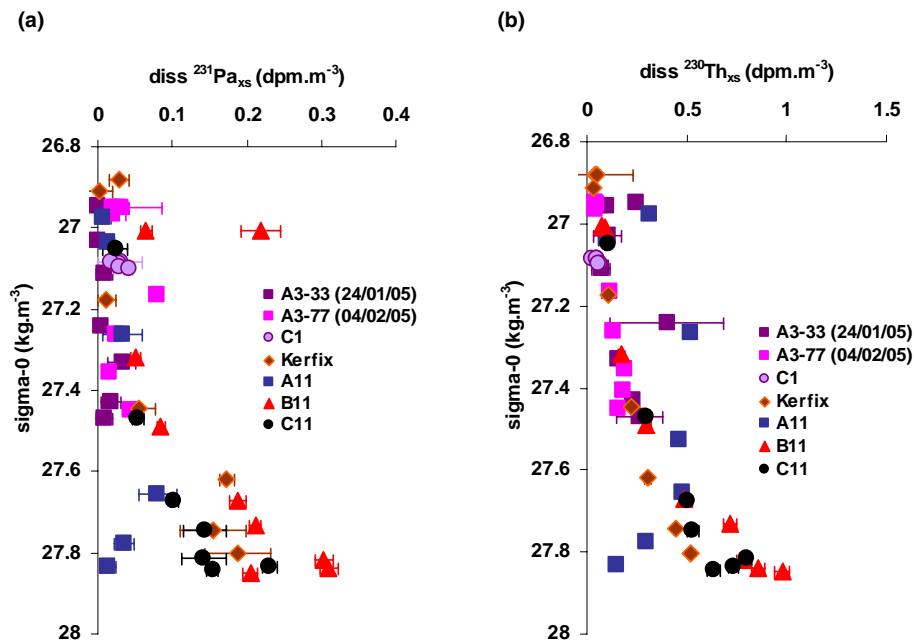 (a)
diss ²³¹Paₓₛ (dpm.m⁻³)
0 0.1 0.2 0.3 0.4
sigma-0 (kg.m⁻³)
26.8
27
27.2
27.4
27.6
27.8
28
A3-33 (24/01/05)
A3-77 (04/02/05)
C1
Kerfix
A11
B11
C11
(b)
diss ²³⁰Thₓₛ (dpm.m⁻³)
0 0.5 1 1.5
sigma-0 (kg.m⁻³)
26.8
27
27.2
27.4
27.6
27.8
28
A3-33 (24/01/05)
A3-77 (04/02/05)
C1
Kerfix
A11
B11
C11